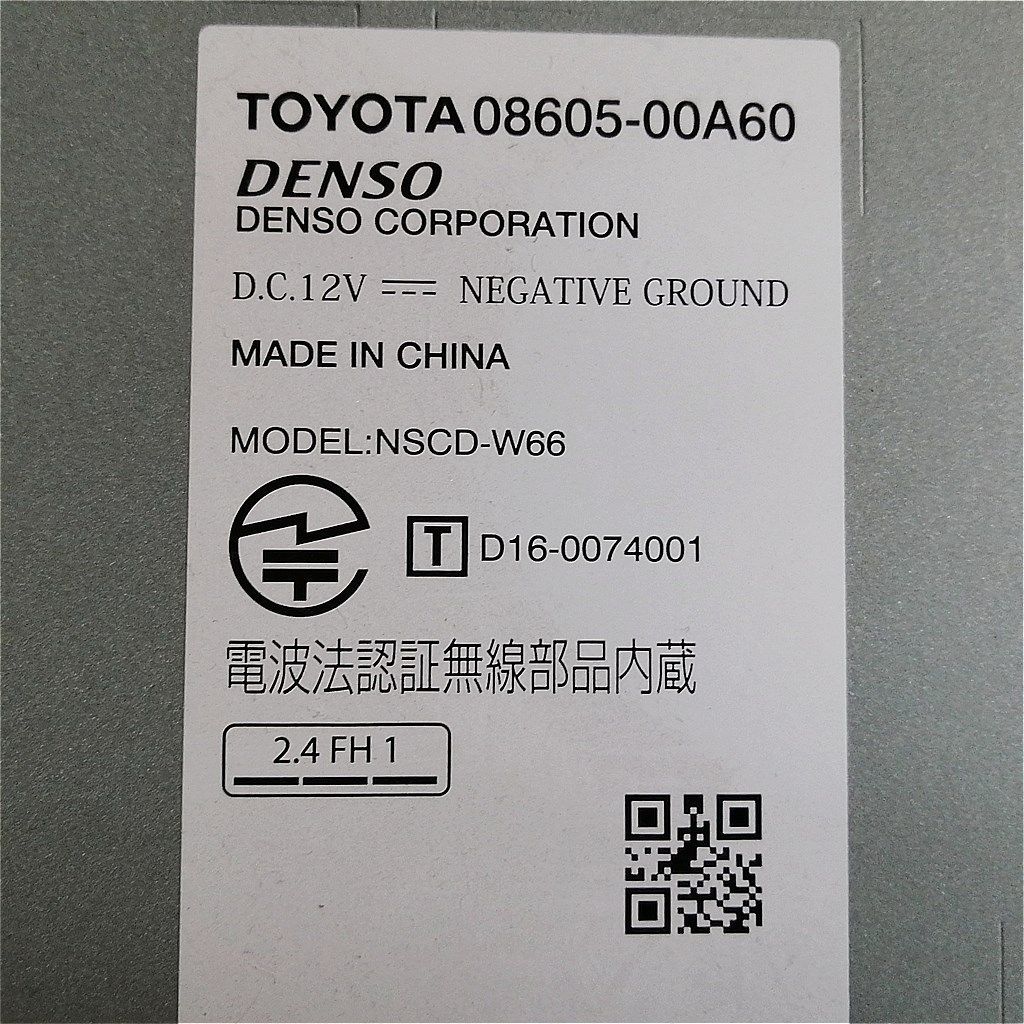 TOYOTA 08605-00A60
DENSO
DENSO CORPORATION
D.C.12V ⎓ NEGATIVE GROUND
MADE IN CHINA
MODEL:NSCD-W66
T D16-0074001
電波法認証無線部品内蔵
2.4 FH 1